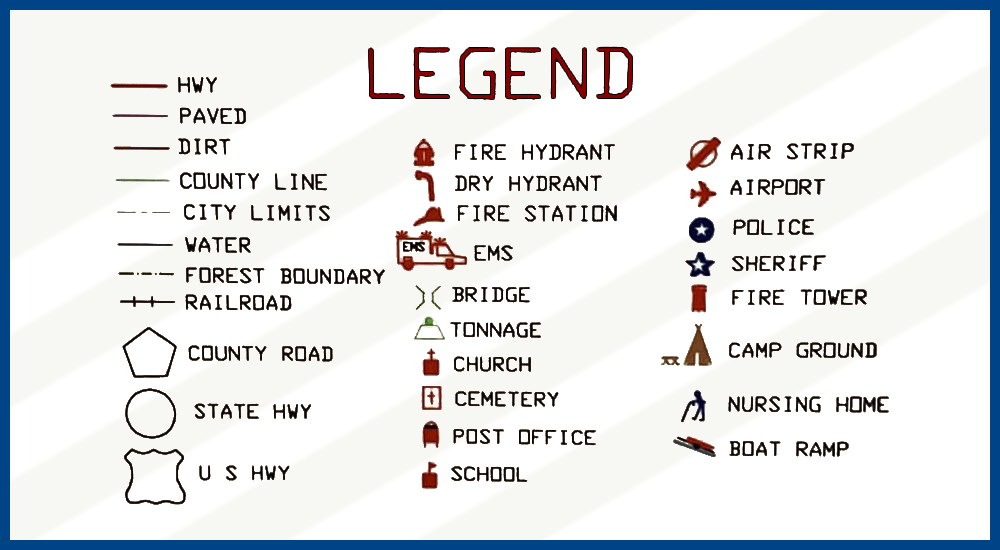 LEGEND
HWY
PAVED
DIRT
COUNTY LINE
CITY LIMITS
WATER
FOREST BOUNDARY
RAILROAD
COUNTY ROAD
STATE HWY
U S HWY
FIRE HYDRANT
DRY HYDRANT
FIRE STATION
EMS EMS
BRIDGE
TONNAGE
CHURCH
CEMETERY
POST OFFICE
SCHOOL
AIR STRIP
AIRPORT
POLICE
SHERIFF
FIRE TOWER
CAMP GROUND
NURSING HOME
BOAT RAMP